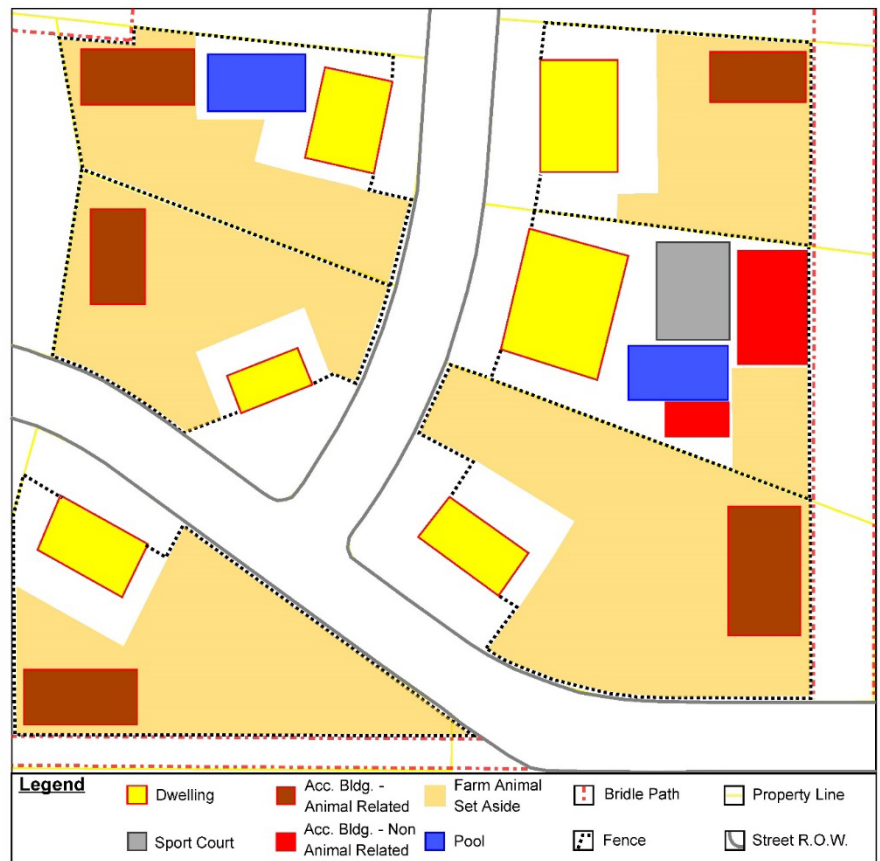 Legend
Dwelling
Acc. Bldg. -
Animal Related
Farm Animal
Set Aside
Bridle Path
Property Line
Sport Court
Acc. Bldg. - Non
Animal Related
Pool
Fence
Street R.O.W.